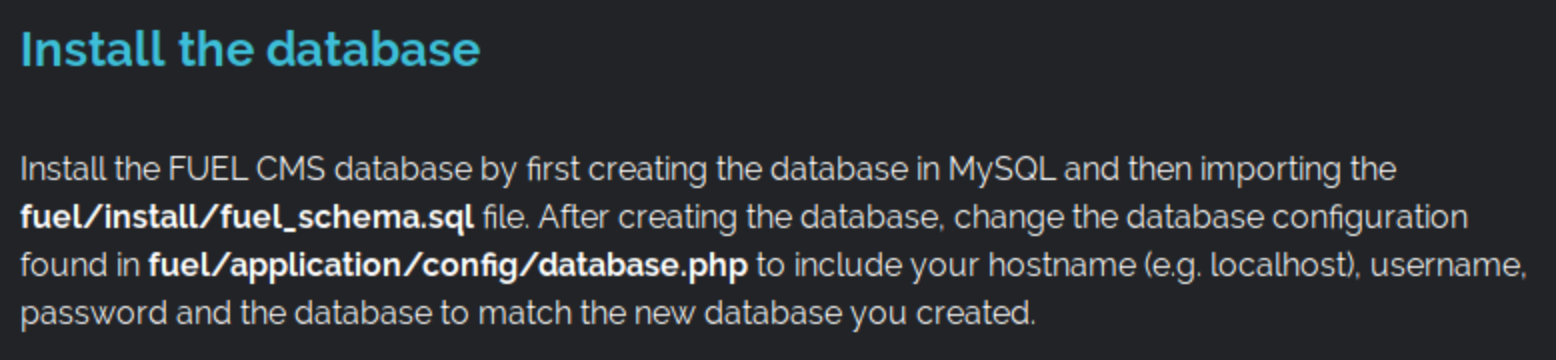 Install the database
Install the FUEL CMS database by first creating the database in MySQL and then importing the
fuel/install/fuel_schema.sql file. After creating the database, change the database configuration
found in fuel/application/config/database.php to include your hostname (e.g. localhost), username,
password and the database to match the new database you created.